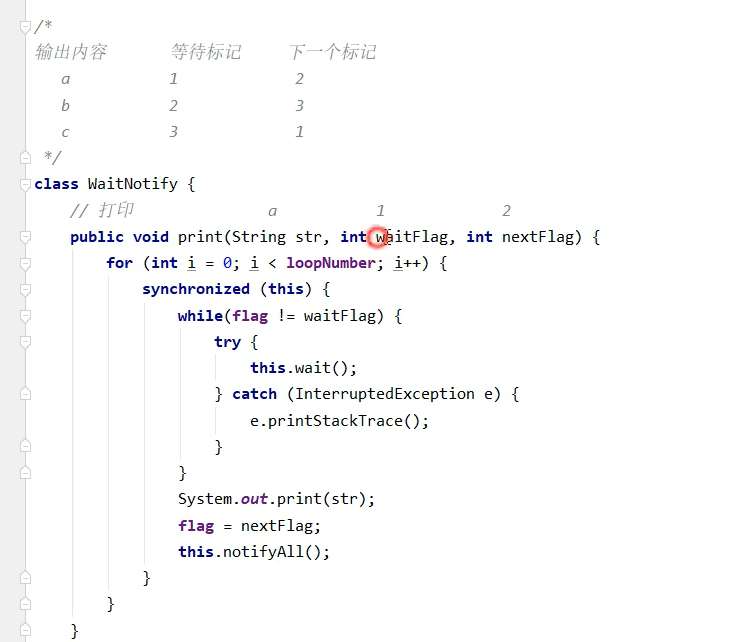 /*
输出内容 等待标记 下一个标记
a 1 2
b 2 3
c 3 1
*/
class WaitNotify {
// 打印 a 1 2
public void print(String str, int waitFlag, int nextFlag) {
for (int i = 0; i < loopNumber; i++) {
synchronized (this) {
while(flag != waitFlag) {
try {
this.wait();
} catch (InterruptedException e) {
e.printStackTrace();
}
}
System.out.print(str);
flag = nextFlag;
this.notifyAll();
}
}
}